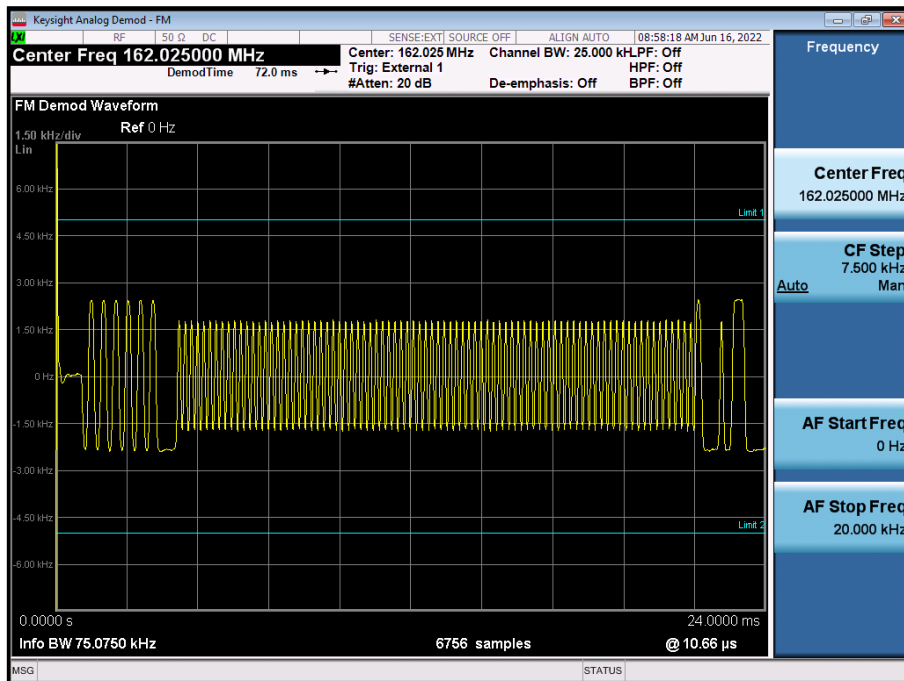 Keysight Analog Demod - FM
LXI RF 50 Ω DC SENSE:EXT SOURCE OFF ALIGN AUTO 08:58:18 AM Jun 16, 2022
Center Freq 162.025000 MHz
DemodTime 72.0 ms
Center: 162.025 MHz Channel BW: 25.000 kHLPF: Off
Trig: External 1 HPF: Off
#Atten: 20 dB De-emphasis: Off BPF: Off
FM Demod Waveform
1.50 kHz/div Ref 0 Hz
Lin
6.00 kHz
Limit 1
4.50 kHz
3.00 kHz
1.50 kHz
0 Hz
-1.50 kHz
-3.00 kHz
-4.50 kHz
Limit 2
-6.00 kHz
0.0000 s 24.0000 ms
Info BW 75.0750 kHz 6756 samples @ 10.66 µs
MSG STATUS
Frequency
Center Freq
162.025000 MHz
CF Step
7.500 kHz
Auto Man
AF Start Freq
0 Hz
AF Stop Freq
20.000 kHz